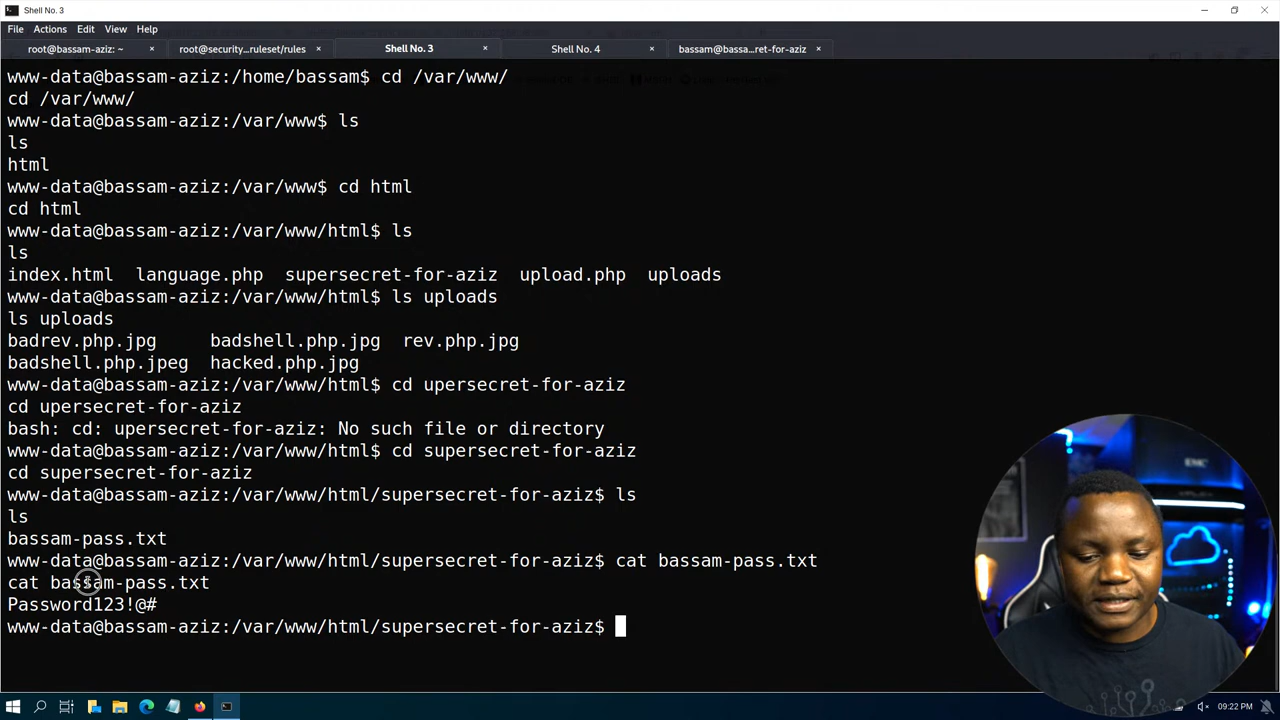 Shell No. 3
File Actions Edit View Help
root@bassam-aziz: ~ × root@security...ruleset/rules × Shell No. 3 × Shell No. 4 × bassam@bassa...ret-for-aziz ×
www-data@bassam-aziz:/home/bassam$ cd /var/www/
cd /var/www/
www-data@bassam-aziz:/var/www$ ls
ls
html
www-data@bassam-aziz:/var/www$ cd html
cd html
www-data@bassam-aziz:/var/www/html$ ls
ls
index.html language.php supersecret-for-aziz upload.php uploads
www-data@bassam-aziz:/var/www/html$ ls uploads
ls uploads
badrev.php.jpg badshell.php.jpg rev.php.jpg
badshell.php.jpeg hacked.php.jpg
www-data@bassam-aziz:/var/www/html$ cd upersecret-for-aziz
cd upersecret-for-aziz
bash: cd: upersecret-for-aziz: No such file or directory
www-data@bassam-aziz:/var/www/html$ cd supersecret-for-aziz
cd supersecret-for-aziz
www-data@bassam-aziz:/var/www/html/supersecret-for-aziz$ ls
ls
bassam-pass.txt
www-data@bassam-aziz:/var/www/html/supersecret-for-aziz$ cat bassam-pass.txt
cat bassam-pass.txt
Password123!@#
www-data@bassam-aziz:/var/www/html/supersecret-for-aziz$
EMC
09:22 PM